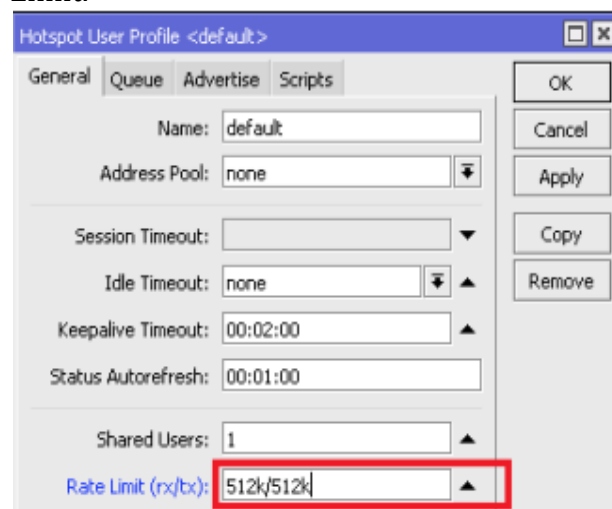 Hotspot User Profile <default>
General Queue Advertise Scripts
Name: default
Address Pool: none
Session Timeout:
Idle Timeout: none
Keepalive Timeout: 00:02:00
Status Autorefresh: 00:01:00
Shared Users: 1
Rate Limit (rx/tx): 512k/512k
OK
Cancel
Apply
Copy
Remove